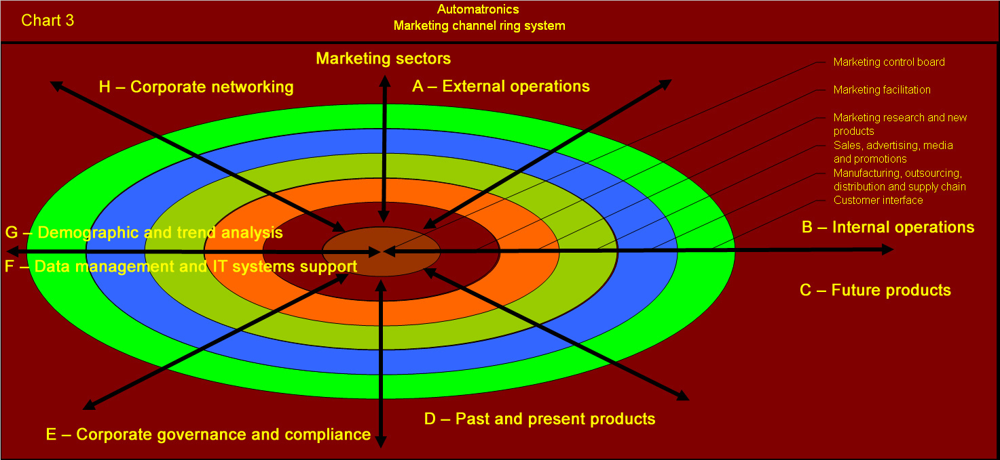 Chart 3
Automatronics
Marketing channel ring system
Marketing sectors
H – Corporate networking
A – External operations
Marketing control board
Marketing facilitation
Marketing research and new
products
Sales, advertising, media
and promotions
Manufacturing, outsourcing,
distribution and supply chain
Customer interface
G – Demographic and trend analysis
B – Internal operations
F – Data management and IT systems support
C – Future products
D – Past and present products
E – Corporate governance and compliance